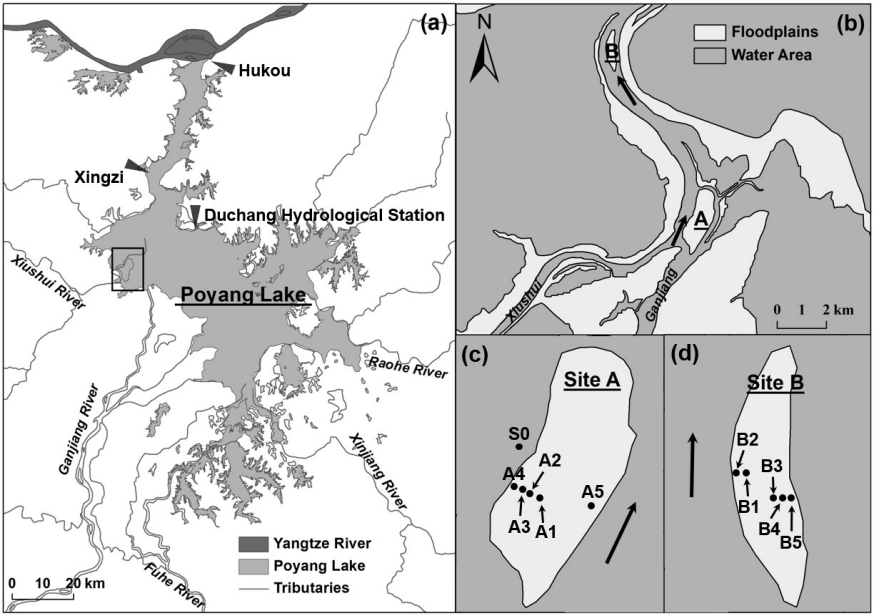 (a)
Hukou
Xingzi
Duchang Hydrological Station
Xiushui River
Poyang Lake
Raohe River
Ganjiang River
Xinjiang River
Fuhe River
Yangtze River
Poyang Lake
Tributaries
0 10 20 km
N
Floodplains
Water Area
(b)
B
A
Xiushui
Ganjiang
0 1 2 km
(c)
Site A
S0
A4
A2
A5
A3
A1
(d)
Site B
B2
B3
B1
B4
B5